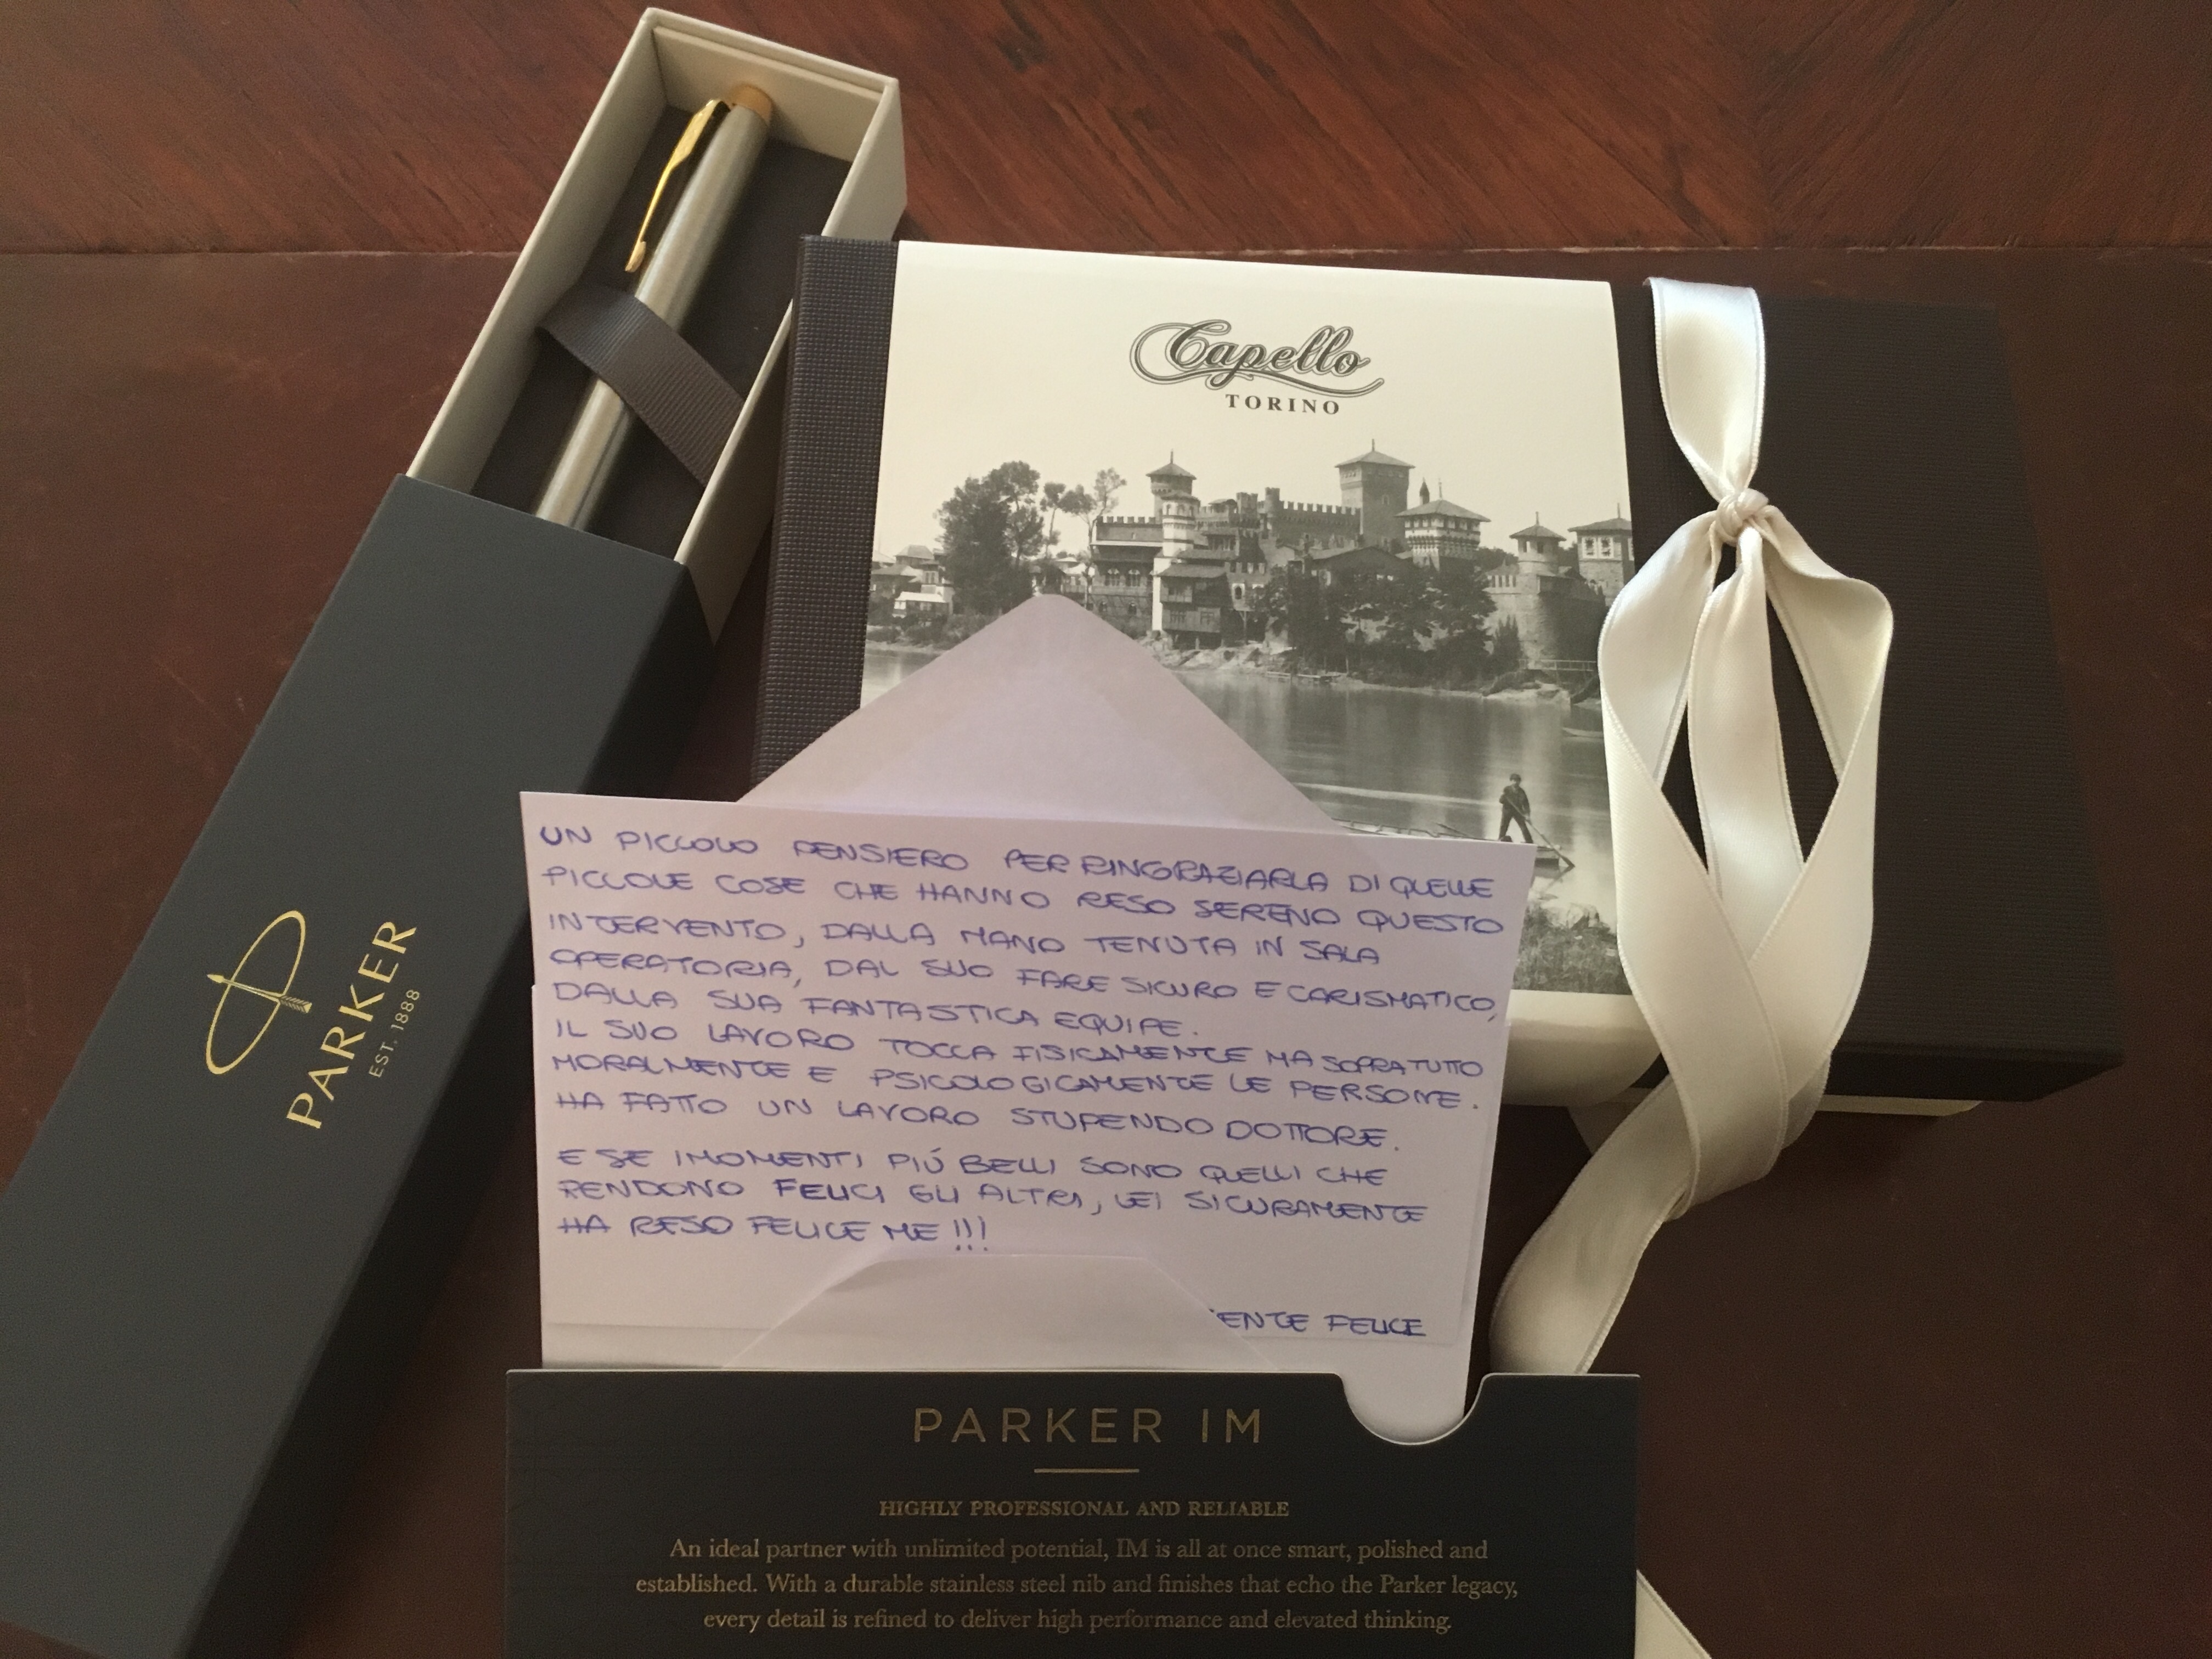 Capello
TORINO
PARKER
EST. 1888
UN PICCOLO PENSIERO PER RINGRAZIARLA DI QUELLE
PICCOLE COSE CHE HANNO RESO SERENO QUESTO
INTERVENTO, DALLA MANO TENUTA IN SALA
OPERATORIA, DAL SUO FARE SICURO E CARISMATICO,
DALLA SUA FANTASTICA EQUIPE.
IL SUO LAVORO TOCCA FISICAMENTE MA SOPRATUTTO
MORALMENTE E PSICOLOGICAMENTE LE PERSONE.
HA FATTO UN LAVORO STUPENDO DOTTORE.
E SE I MOMENTI PIÚ BELLI SONO QUELLI CHE
RENDONO FELICI GLI ALTRI, LEI SICURAMENTE
HA RESO FELICE ME !!!
ENTE FELICE
PARKER IM
HIGHLY PROFESSIONAL AND RELIABLE
An ideal partner with unlimited potential, IM is all at once smart, polished and
established. With a durable stainless steel nib and finishes that echo the Parker legacy,
every detail is refined to deliver high performance and elevated thinking.